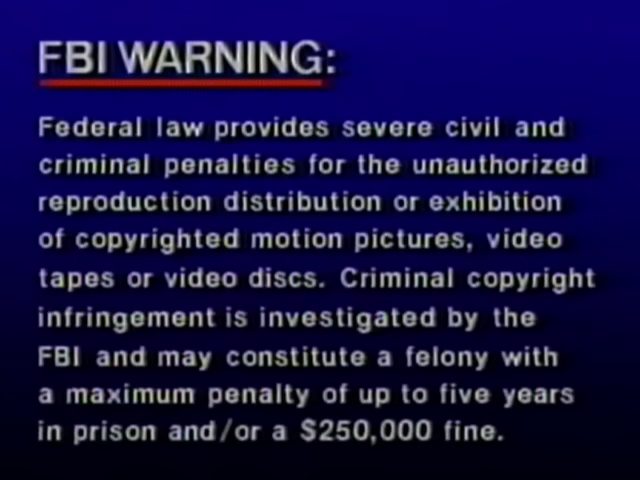 FBI WARNING:
Federal law provides severe civil and
criminal penalties for the unauthorized
reproduction distribution or exhibition
of copyrighted motion pictures, video
tapes or video discs. Criminal copyright
infringement is investigated by the
FBI and may constitute a felony with
a maximum penalty of up to five years
in prison and/or a $250,000 fine.